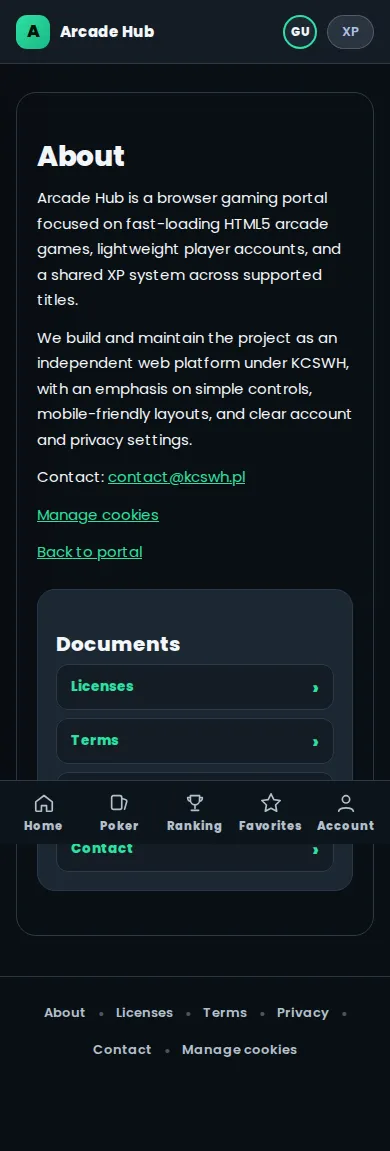 A
Arcade Hub
GU
XP
About
Arcade Hub is a browser gaming portal
focused on fast-loading HTML5 arcade
games, lightweight player accounts, and
a shared XP system across supported
titles.
We build and maintain the project as an
independent web platform under KCSWH,
with an emphasis on simple controls,
mobile-friendly layouts, and clear account
and privacy settings.
Contact: contact@kcswh.pl
Manage cookies
Back to portal
Documents
Licenses ›
Terms ›
Home Poker Ranking Favorites Account
Contact ›
About • Licenses • Terms • Privacy •
Contact • Manage cookies